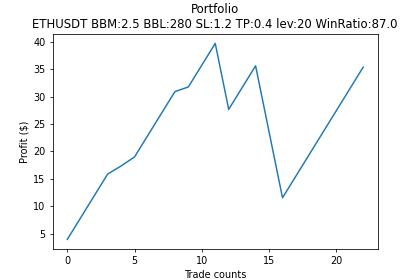 Portfolio
ETHUSDT BBM:2.5 BBL:280 SL:1.2 TP:0.4 lev:20 WinRatio:87.0
40
35
30
25
20
15
10
5
Profit ($)
0 5 10 15 20
Trade counts